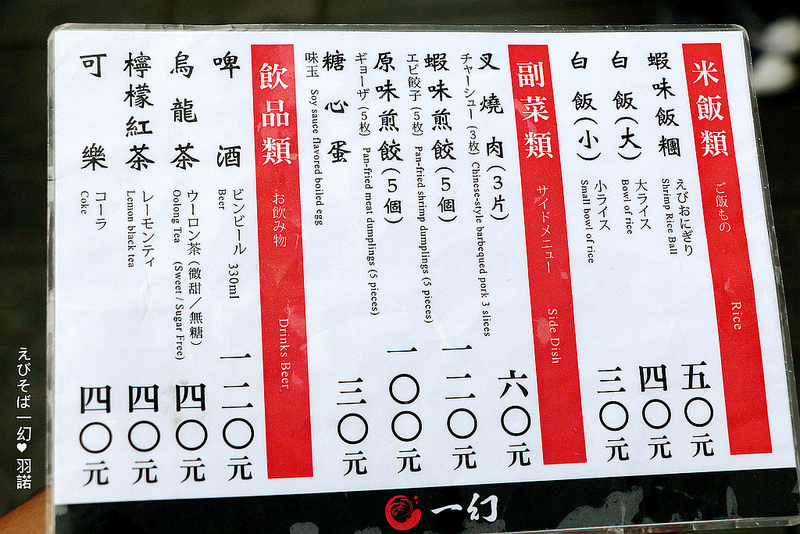 米飯類 ご飯もの Rice
蝦味飯糰 五〇元
えびおにぎり
Shrimp Rice Ball
白飯(大) 四〇元
大ライス
Bowl of rice
白飯(小) 三〇元
小ライス
Small bowl of rice
副菜類 サイドメニュー Side Dish
叉燒肉(3片) 六〇元
チャーシュー(3枚) Chinese-style barbequed pork 3 slices
蝦味煎餃(5個) 一二〇元
エビ餃子(5枚) Pan-fried shrimp dumplings (5 pieces)
原味煎餃(5個) 一〇〇元
ギョーザ(5枚) Pan-fried meat dumplings (5 pieces)
糖心蛋 三〇元
味玉 Soy sauce flavored boiled egg
飲品類 お飲み物 Drinks Beer
啤酒 一二〇元
ビンビール 330ml
Beer
烏龍茶 四〇元
ウーロン茶(微甜/無糖)
Oolong Tea (Sweet / Sugar Free)
檸檬紅茶 四〇元
レーモンティ
Lemon black tea
可樂 四〇元
コーラ
Coke
一幻
えびそば一幻♥羽諾